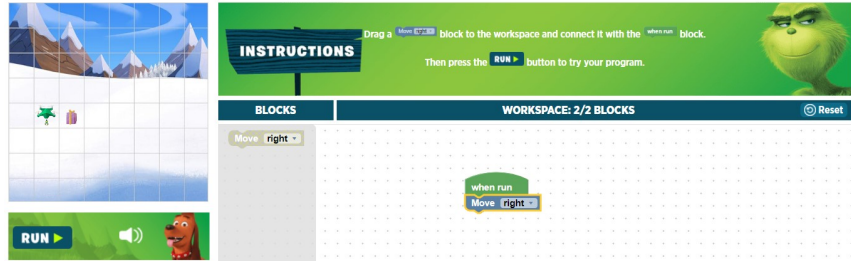 INSTRUCTIONS
Drag a Move right block to the workspace and connect it with the when run block.
Then press the RUN button to try your program.
BLOCKS
WORKSPACE: 2/2 BLOCKS
Reset
Move right
when run
Move right
RUN